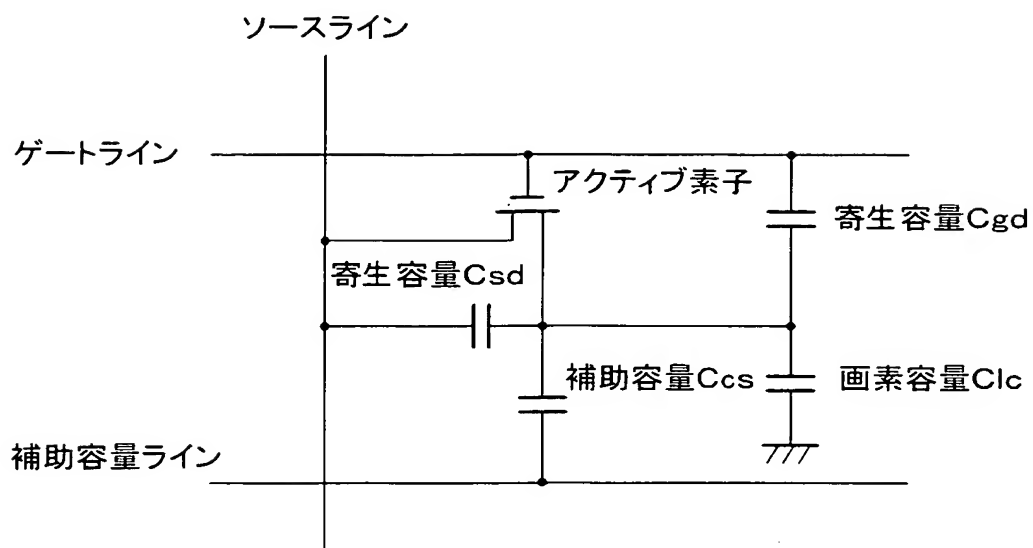 ソースライン
ゲートライン
アクティブ素子
寄生容量Cgd
寄生容量Csd
補助容量Ccs
画素容量Clc
補助容量ライン